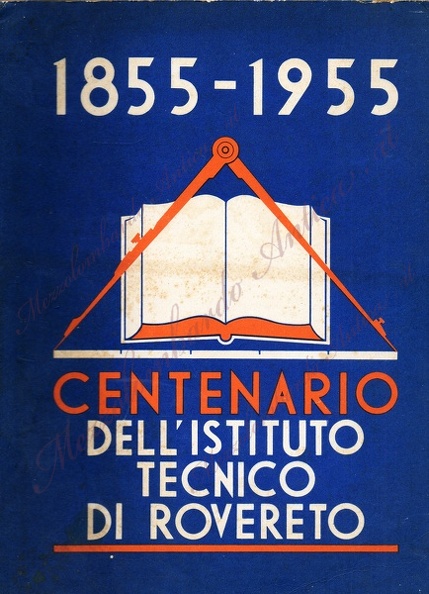 1855-1955
CENTENARIO
DELL'ISTITUTO
TECNICO
DI ROVERETO